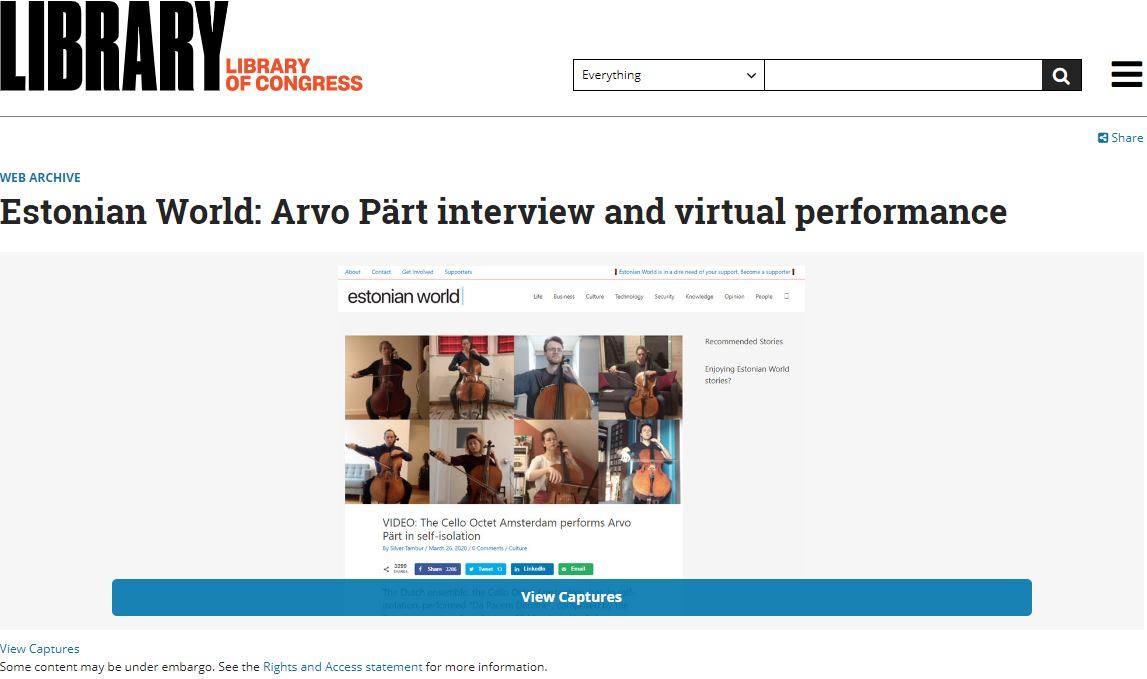 LIBRARY
LIBRARY
OF CONGRESS
Everything
Share
WEB ARCHIVE
Estonian World: Arvo Pärt interview and virtual performance
About Contact Get Involved Supporters
Estonian World is in a dire need of your support. Become a supporter
estonian world
Life Business Culture Technology Security Knowledge Opinion People
Recommended Stories
Enjoying Estonian World
stories?
VIDEO: The Cello Octet Amsterdam performs Arvo
Pärt in self-isolation
By Silver Tambur / March 26, 2020 / 0 Comments / Culture
3299
SHARES
Share 3286
Tweet 13
LinkedIn
Email
The Dutch ensemble, the Cello Octet
isolation, performed "Da Pacem Domine", composed by the
View Captures
View Captures
Some content may be under embargo. See the Rights and Access statement for more information.